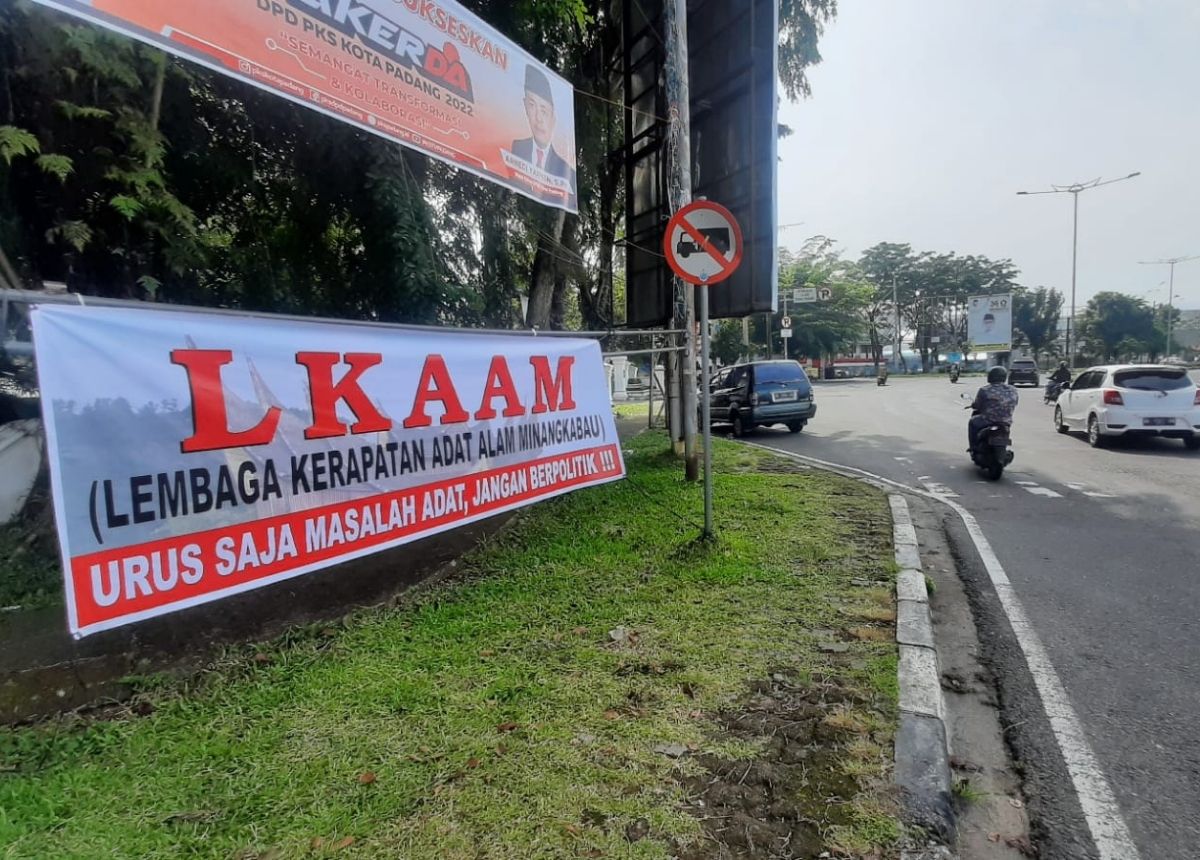 SUKSESKAN
RAKERDA
DPD PKS KOTA PADANG 2022
"SEMANGAT TRANSFORMASI
& KOLABORASI"
LKAAM
(LEMBAGA KERAPATAN ADAT ALAM MINANGKABAU)
URUS SAJA MASALAH ADAT, JANGAN BERPOLITIK !!!
P
P